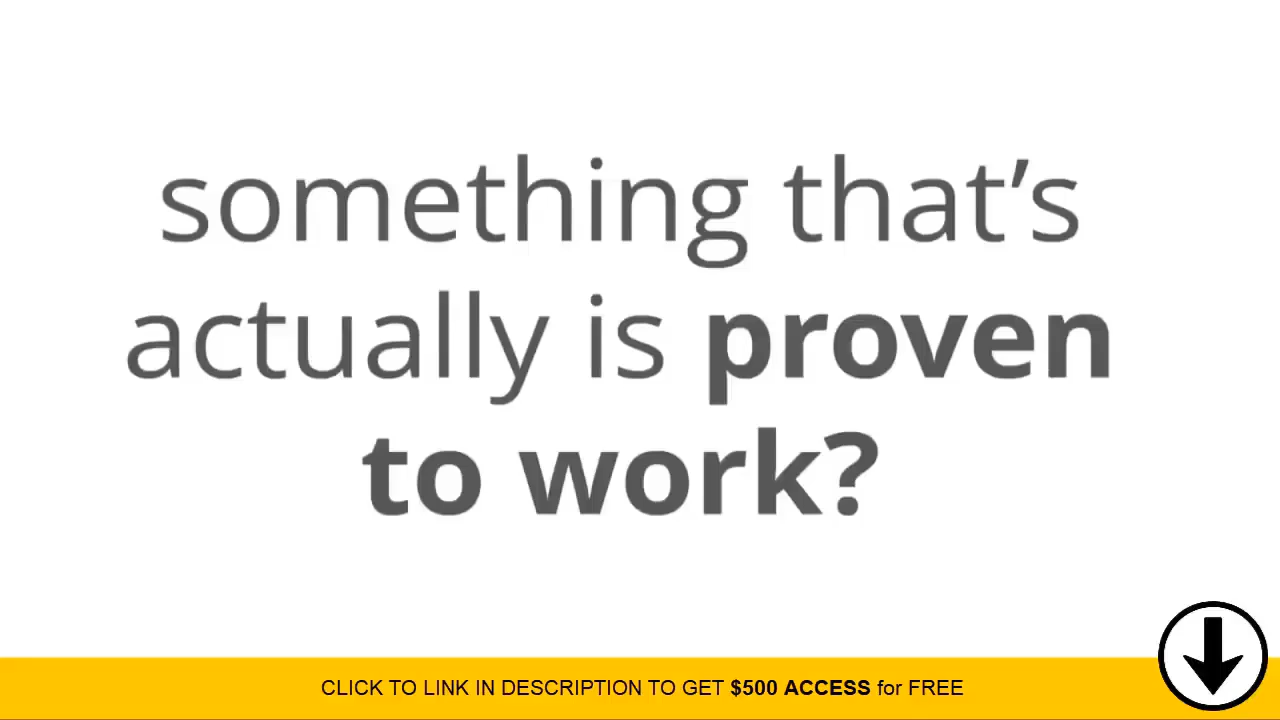 something that’s
actually is proven
to work?
CLICK TO LINK IN DESCRIPTION TO GET $500 ACCESS for FREE